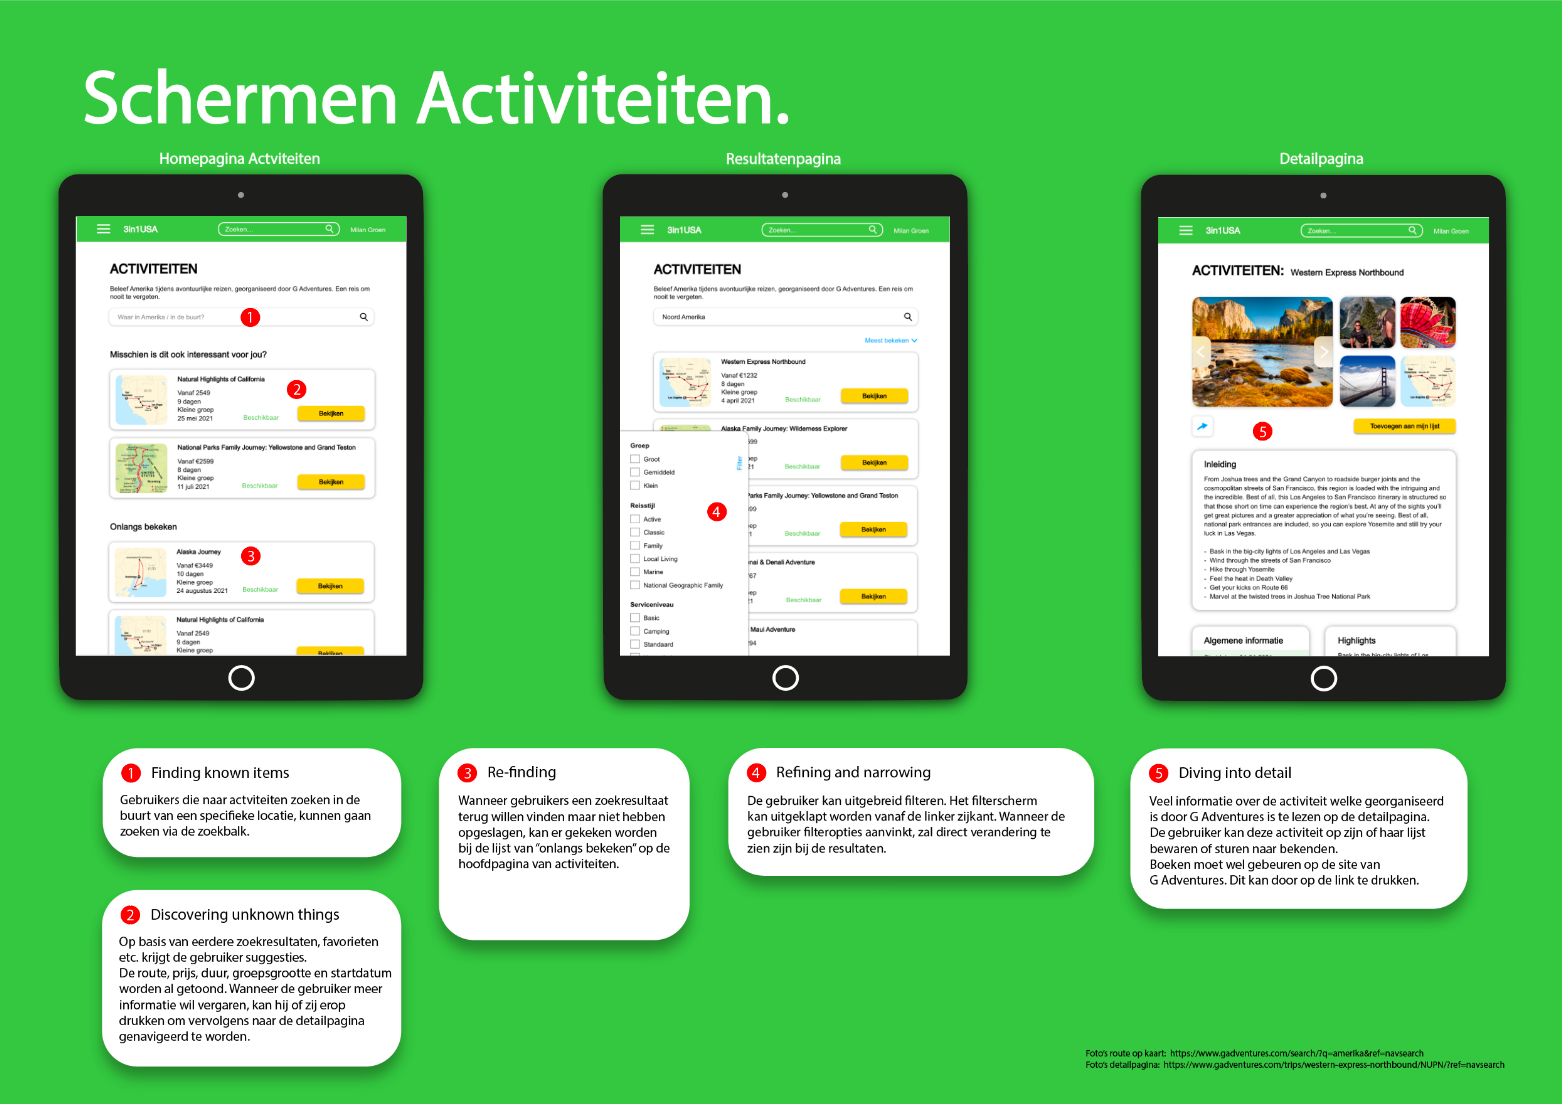 Schermen Activiteiten.
Homepagina Actviteiten
3in1USA
Zoeken...
Milan Groen
ACTIVITEITEN
Beleef Amerika tijdens avontuurlijke reizen, georganiseerd door G Adventures. Een reis om
nooit te vergeten.
Waar in Amerika / in de buurt?
1
Misschien is dit ook interessant voor jou?
Natural Highlights of California
2
Vanaf 2549
9 dagen
Kleine groep
25 mei 2021
Beschikbaar
Bekijken
National Parks Family Journey: Yellowstone and Grand Teston
Vanaf €2599
8 dagen
Kleine groep
11 juli 2021
Beschikbaar
Bekijken
Onlangs bekeken
Alaska Journey
3
Vanaf €3449
10 dagen
Kleine groep
24 augustus 2021
Beschikbaar
Bekijken
Natural Highlights of California
Vanaf 2549
9 dagen
Kleine groep
Bekijken
Resultatenpagina
3in1USA
Zoeken...
Milan Groen
ACTIVITEITEN
Beleef Amerika tijdens avontuurlijke reizen, georganiseerd door G Adventures. Een reis om
nooit te vergeten.
Noord Amerika
Meest bekeken
Western Express Northbound
Vanaf €1232
8 dagen
Kleine groep
4 april 2021
Beschikbaar
Bekijken
Alaska Family Journey: Wilderness Explorer
Beschikbaar
Bekijken
Parks Family Journey: Yellowstone and Grand Teston
Beschikbaar
Bekijken
nai & Denali Adventure
Beschikbaar
Bekijken
Maui Adventure
Filter
Groep
Groot
Gemiddeld
Klein
Reisstijl
4
Active
Classic
Family
Local Living
Marine
National Geographic Family
Serviceniveau
Basic
Camping
Standaard
Detailpagina
3in1USA
Zoeken...
Milan Groen
ACTIVITEITEN: Western Express Northbound
5
Toevoegen aan mijn lijst
Inleiding
From Joshua trees and the Grand Canyon to roadside burger joints and the
cosmopolitan streets of San Francisco, this region is loaded with the intriguing and
the incredible. Best of all, this Los Angeles to San Francisco itinerary is structured so
that those short on time can experience the region's best. At any of the sights you'll
get great pictures and a greater appreciation of what you're seeing. Best of all,
national park entrances are included, so you can explore Yosemite and still try your
luck in Las Vegas.
- Bask in the big-city lights of Los Angeles and Las Vegas
- Wind through the streets of San Francisco
- Hike through Yosemite
- Feel the heat in Death Valley
- Get your kicks on Route 66
- Marvel at the twisted trees in Joshua Tree National Park
Algemene informatie
Highlights
Bask in the big-city lights of Los
1 Finding known items
Gebruikers die naar actviteiten zoeken in de
buurt van een specifieke locatie, kunnen gaan
zoeken via de zoekbalk.
2 Discovering unknown things
Op basis van eerdere zoekresultaten, favorieten
etc. krijgt de gebruiker suggesties.
De route, prijs, duur, groepsgrootte en startdatum
worden al getoond. Wanneer de gebruiker meer
informatie wil vergaren, kan hij of zij erop
drukken om vervolgens naar de detailpagina
genavigeerd te worden.
3 Re-finding
Wanneer gebruikers een zoekresultaat
terug willen vinden maar niet hebben
opgeslagen, kan er gekeken worden
bij de lijst van "onlangs bekeken" op de
hoofdpagina van activiteiten.
4 Refining and narrowing
De gebruiker kan uitgebreid filteren. Het filterscherm
kan uitgeklapt worden vanaf de linker zijkant. Wanneer de
gebruiker filteropties aanvinkt, zal direct verandering te
zien zijn bij de resultaten.
5 Diving into detail
Veel informatie over de activiteit welke georganiseerd
is door G Adventures is te lezen op de detailpagina.
De gebruiker kan deze activiteit op zijn of haar lijst
bewaren of sturen naar bekenden.
Boeken moet wel gebeuren op de site van
G Adventures. Dit kan door op de link te drukken.
Foto's route op kaart: https://www.gadventures.com/search/?q=amerika&ref=navsearch
Foto's detailpagina: https://www.gadventures.com/trips/western-express-northbound/NUPN/?ref=navsearch